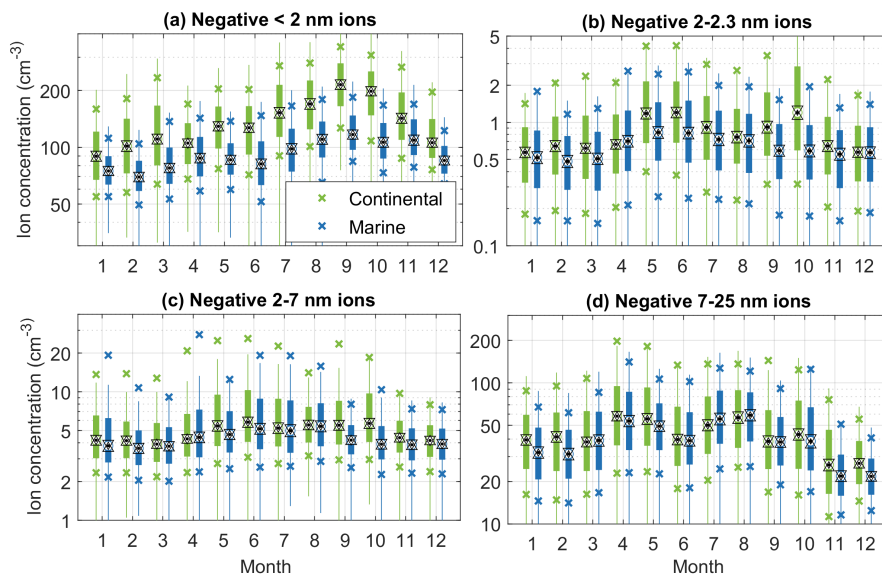 (a) Negative < 2 nm ions
Ion concentration (cm-3)
200
100
50
1 2 3 4 5 6 7 8 9 10 11 12
Continental
Marine
(b) Negative 2-2.3 nm ions
5
2
1
0.5
0.1
1 2 3 4 5 6 7 8 9 10 11 12
(c) Negative 2-7 nm ions
Ion concentration (cm-3)
20
10
5
2
1
1 2 3 4 5 6 7 8 9 10 11 12
Month
(d) Negative 7-25 nm ions
200
100
50
20
10
1 2 3 4 5 6 7 8 9 10 11 12
Month